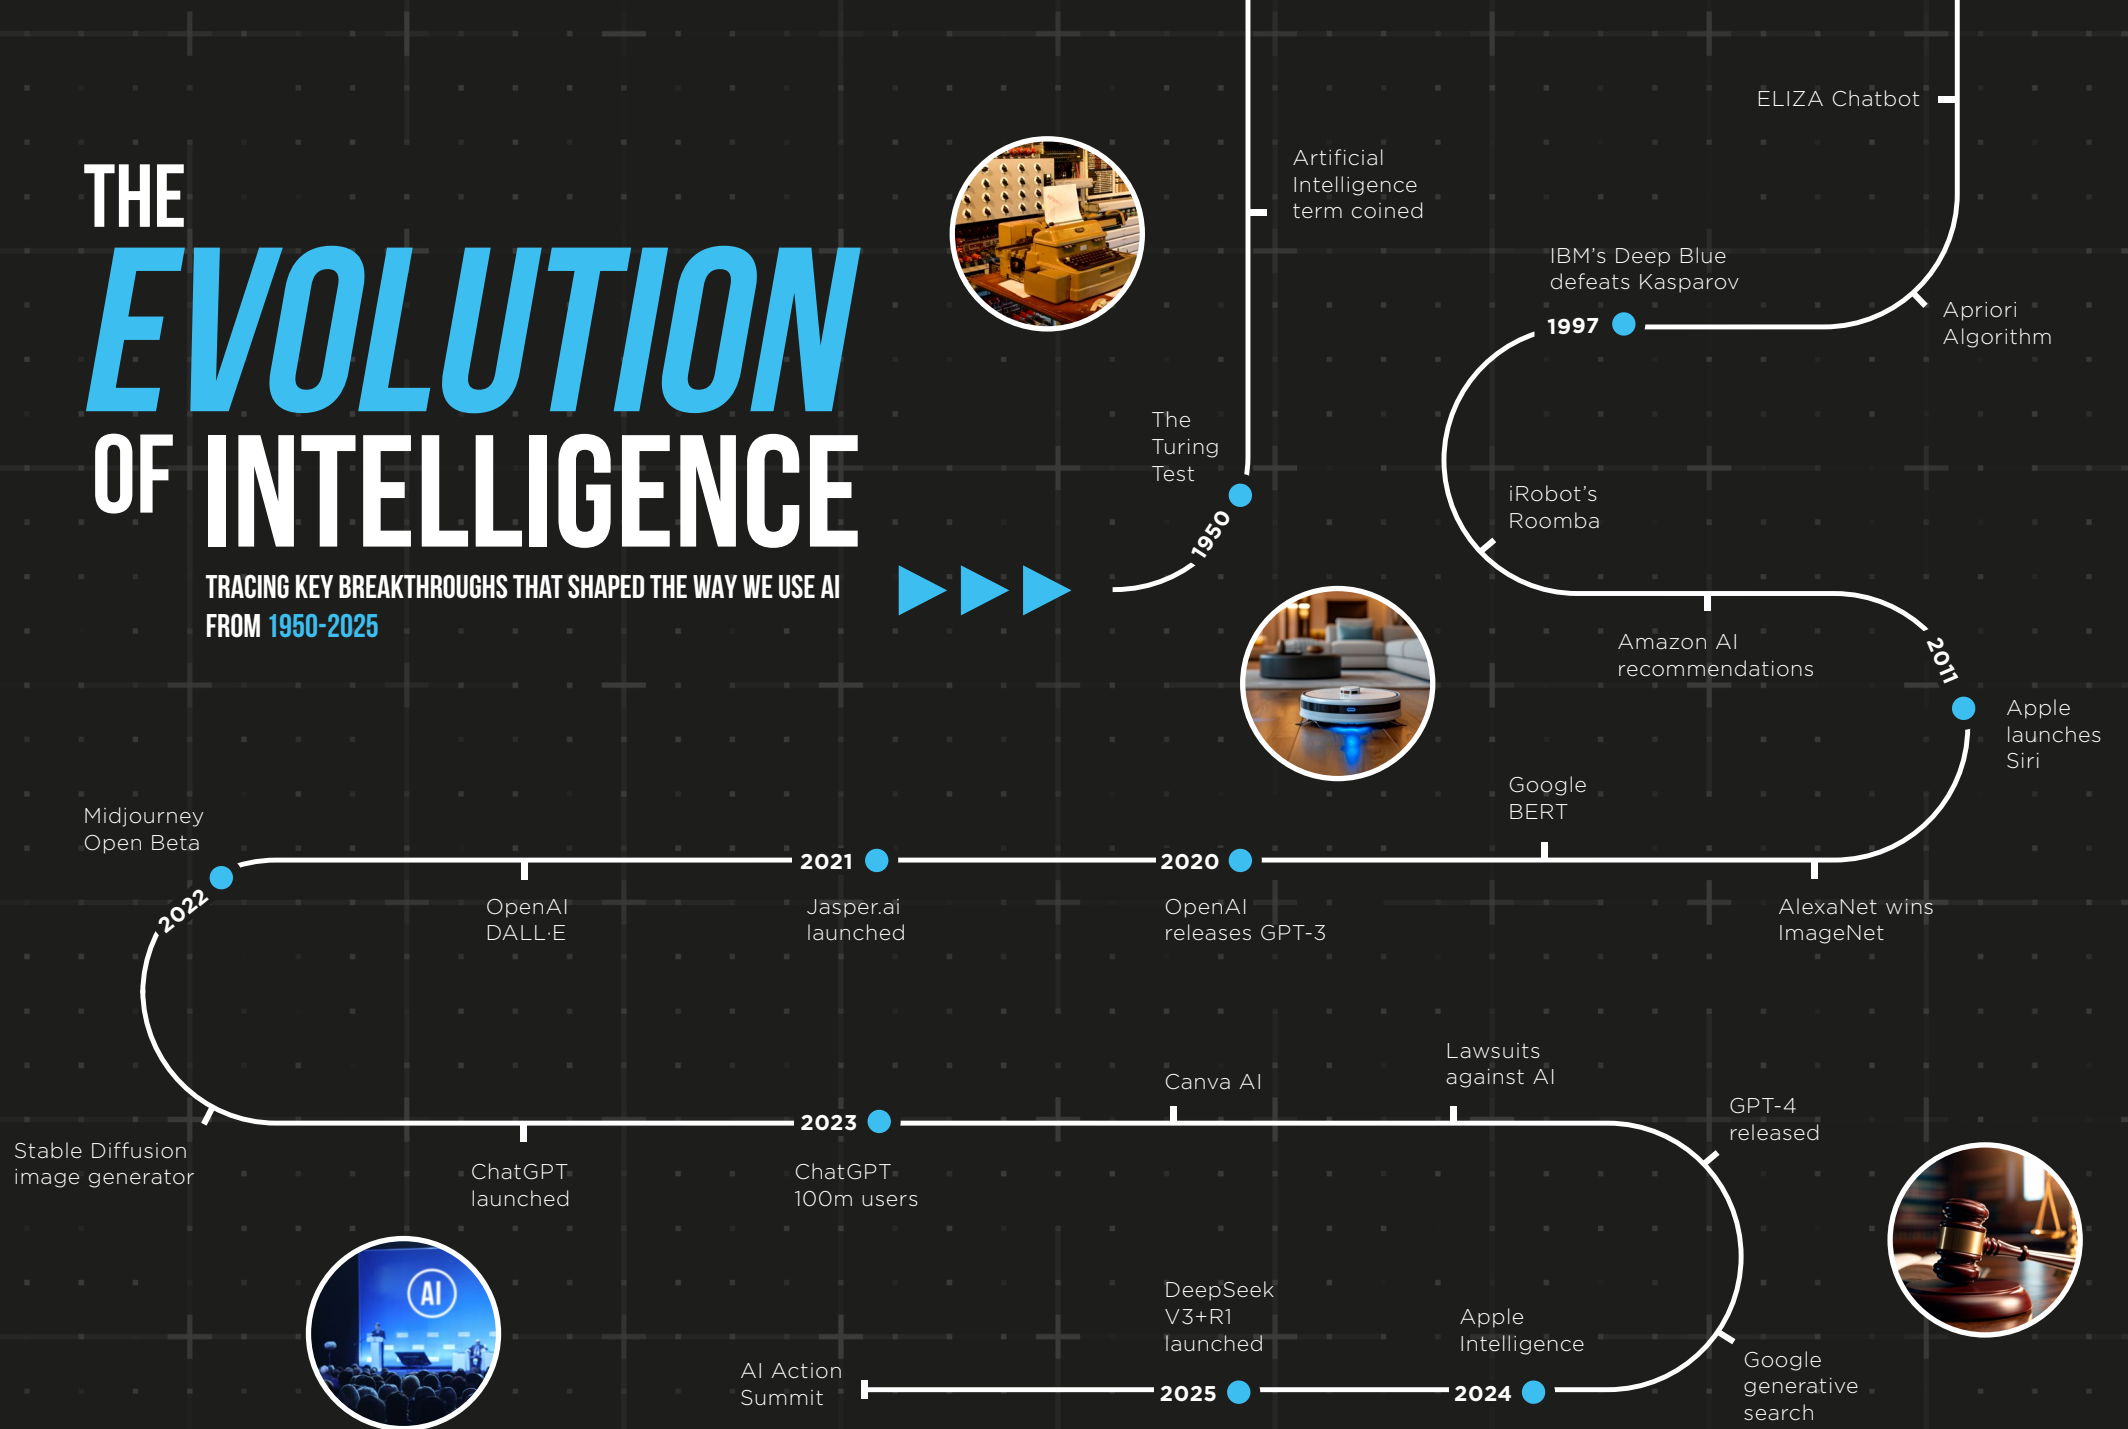 THE
EVOLUTION
OF INTELLIGENCE
TRACING KEY BREAKTHROUGHS THAT SHAPED THE WAY WE USE AI
FROM 1950-2025
The
Turing
Test
1950
Artificial
Intelligence
term coined
ELIZA Chatbot
Apriori
Algorithm
IBM’s Deep Blue
defeats Kasparov
1997
iRobot’s
Roomba
Amazon AI
recommendations
2011
Apple
launches
Siri
AlexaNet wins
ImageNet
Google
BERT
2020
OpenAI
releases GPT-3
2021
Jasper.ai
launched
OpenAI
DALL·E
Midjourney
Open Beta
2022
Stable Diffusion
image generator
ChatGPT
launched
2023
ChatGPT
100m users
Canva AI
Lawsuits
against AI
GPT-4
released
Google
generative
search
Apple
Intelligence
2024
DeepSeek
V3+R1
launched
2025
AI Action
Summit
AI